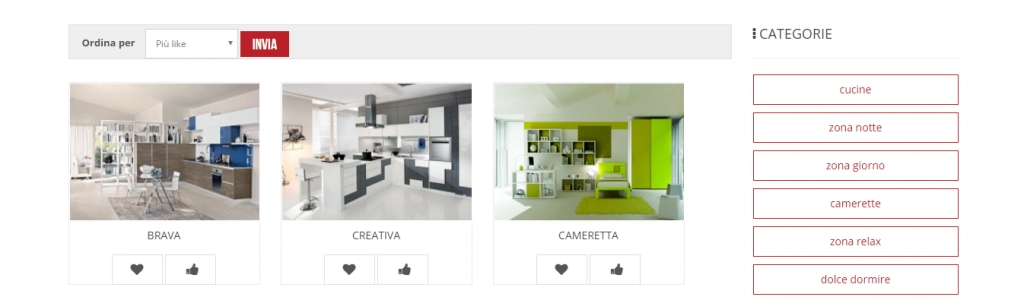 Ordina per Più like INVIA
BRAVA
CREATIVA
CAMERETTA
CATEGORIE
cucine
zona notte
zona giorno
camerette
zona relax
dolce dormire